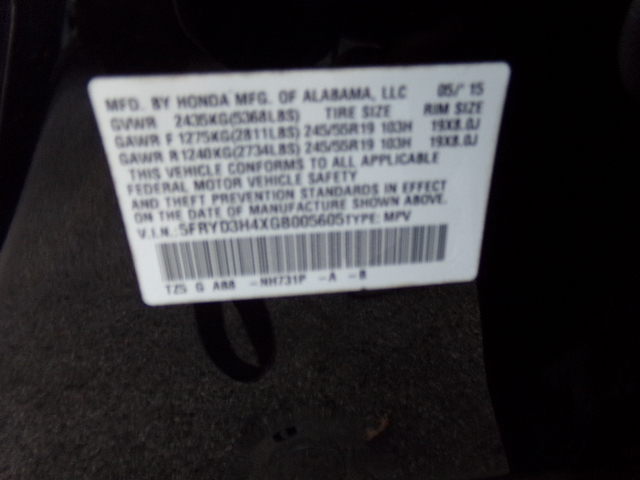 MFD. BY HONDA MFG. OF ALABAMA, LLC 05/'15
GVWR 2435KG(5368LBS) TIRE SIZE RIM SIZE
GAWR F 1275KG(2811LBS) 245/55R19 103H 19X8.0J
GAWR R 1240KG(2734LBS) 245/55R19 103H 19X8.0J
THIS VEHICLE CONFORMS TO ALL APPLICABLE
FEDERAL MOTOR VEHICLE SAFETY
AND THEFT PREVENTION STANDARDS IN EFFECT
ON THE DATE OF MANUFACTURE SHOWN ABOVE.
V.I.N.: 5FRYD3H4XGB005605 TYPE: MPV
TZ5 G A88 -NH731P -A -B